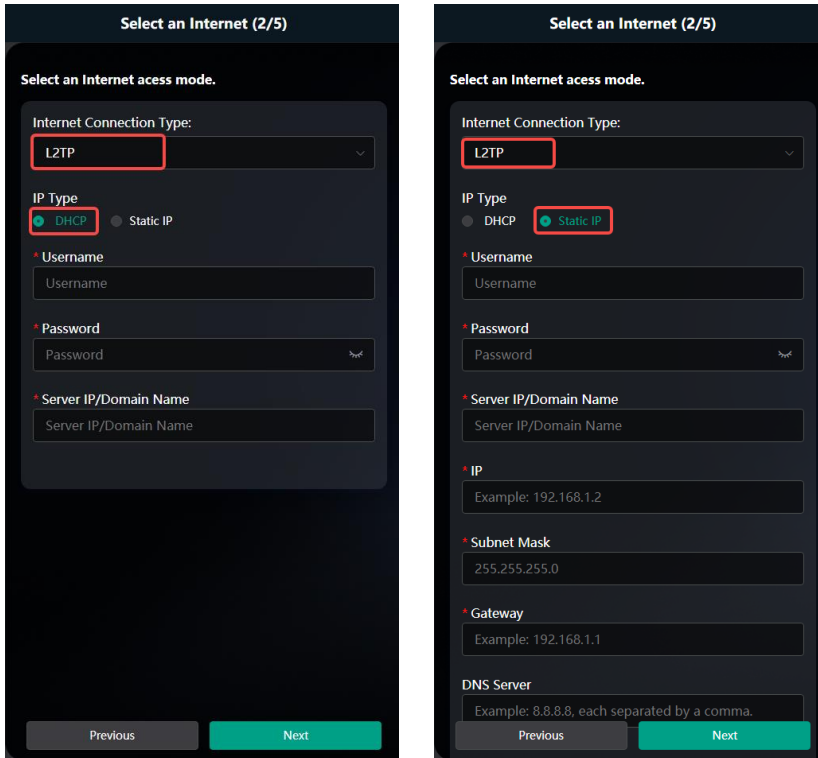 Select an Internet (2/5)
Select an Internet acess mode.
Internet Connection Type:
L2TP
IP Type
DHCP Static IP
* Username
Username
* Password
Password
* Server IP/Domain Name
Server IP/Domain Name
Previous Next
Select an Internet (2/5)
Select an Internet acess mode.
Internet Connection Type:
L2TP
IP Type
DHCP Static IP
* Username
Username
* Password
Password
* Server IP/Domain Name
Server IP/Domain Name
* IP
Example: 192.168.1.2
* Subnet Mask
255.255.255.0
* Gateway
Example: 192.168.1.1
DNS Server
Example: 8.8.8.8, each separated by a comma.
Previous Next